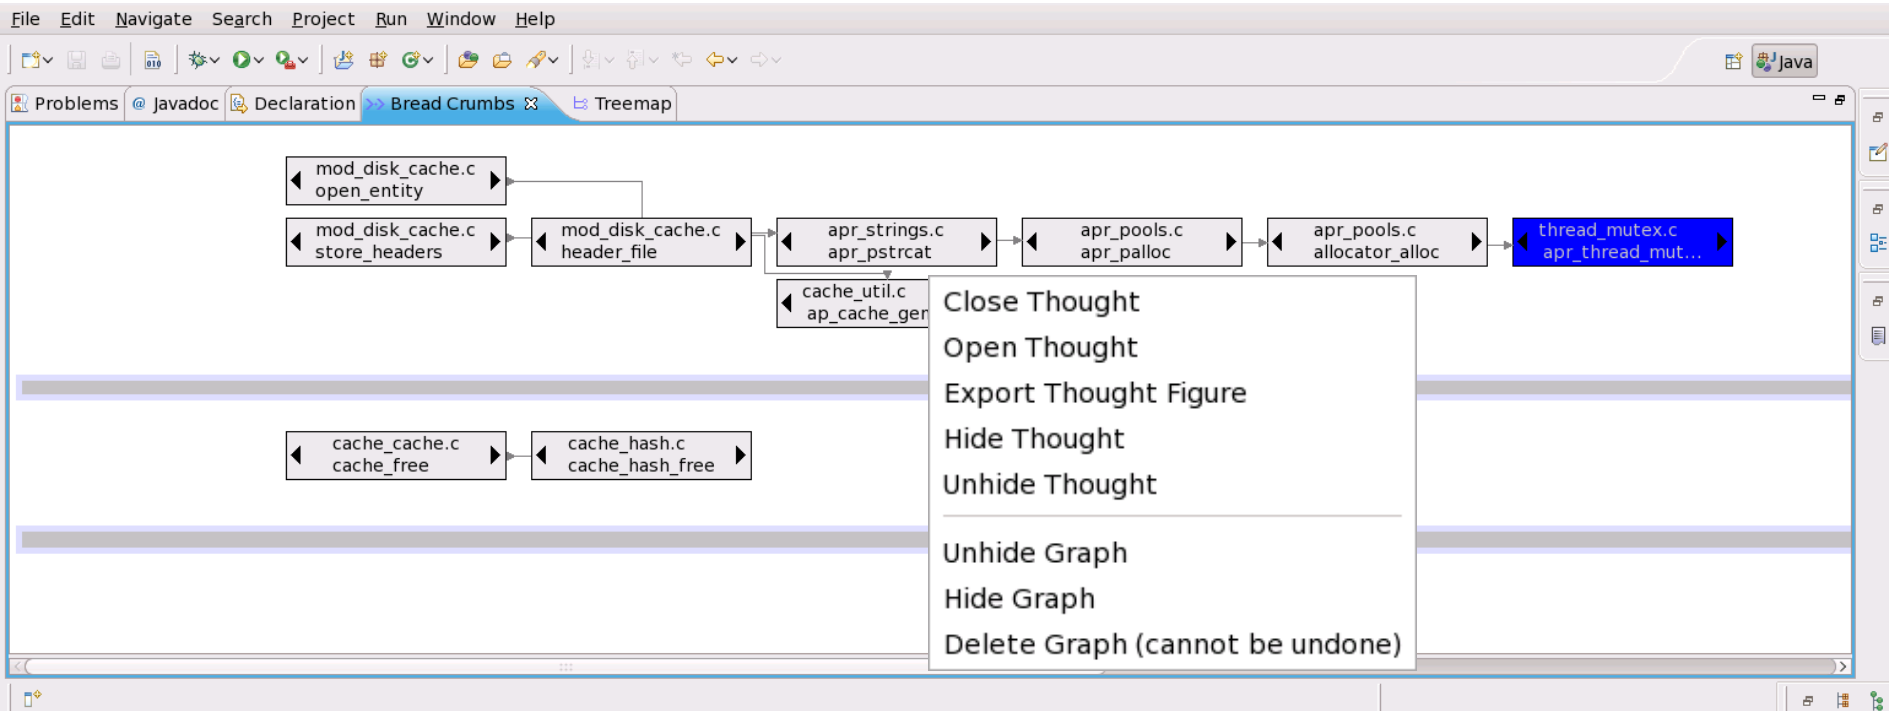 File Edit Navigate Search Project Run Window Help
Java
Problems @ Javadoc Declaration Bread Crumbs Treemap
mod_disk_cache.c
open_entity
mod_disk_cache.c
store_headers
mod_disk_cache.c
header_file
apr_strings.c
apr_pstrcat
apr_pools.c
apr_palloc
apr_pools.c
allocator_alloc
thread_mutex.c
apr_thread_mut...
cache_util.c
ap_cache_gen
cache_cache.c
cache_free
cache_hash.c
cache_hash_free
Close Thought
Open Thought
Export Thought Figure
Hide Thought
Unhide Thought
Unhide Graph
Hide Graph
Delete Graph (cannot be undone)